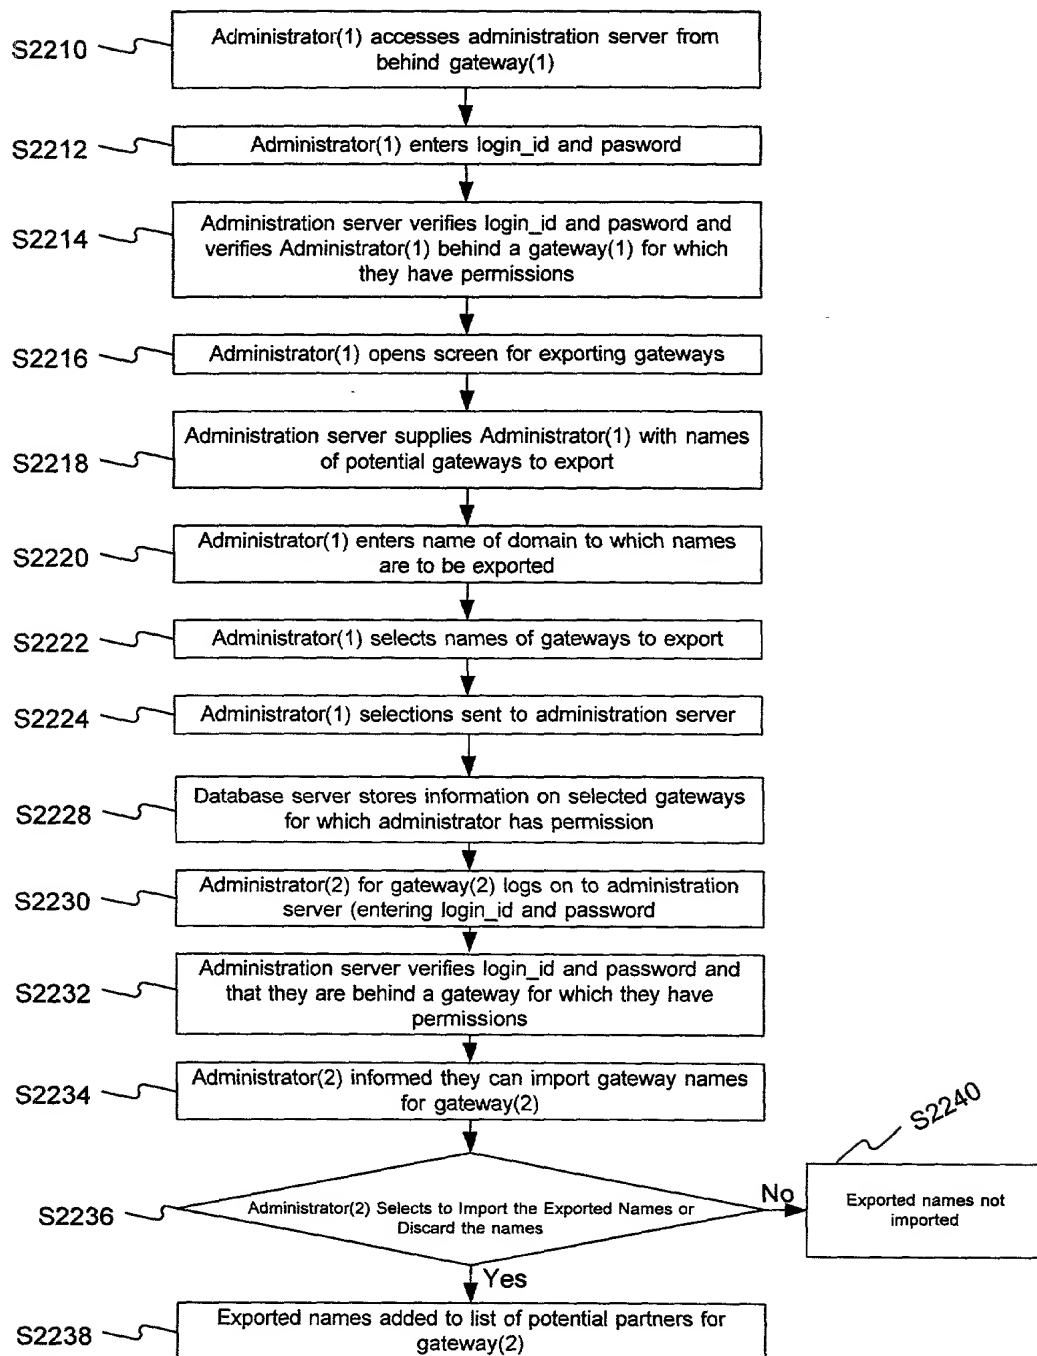 S2210
Administrator(1) accesses administration server from
behind gateway(1)
S2212
Administrator(1) enters login_id and pasword
S2214
Administration server verifies login_id and pasword and
verifies Administrator(1) behind a gateway(1) for which
they have permissions
S2216
Administrator(1) opens screen for exporting gateways
S2218
Administration server supplies Administrator(1) with names
of potential gateways to export
S2220
Administrator(1) enters name of domain to which names
are to be exported
S2222
Administrator(1) selects names of gateways to export
S2224
Administrator(1) selections sent to administration server
S2228
Database server stores information on selected gateways
for which administrator has permission
S2230
Administrator(2) for gateway(2) logs on to administration
server (entering login_id and password
S2232
Administration server verifies login_id and password and
that they are behind a gateway for which they have
permissions
S2234
Administrator(2) informed they can import gateway names
for gateway(2)
S2236
Administrator(2) Selects to Import the Exported Names or
Discard the names
No
S2240
Exported names not
imported
Yes
S2238
Exported names added to list of potential partners for
gateway(2)